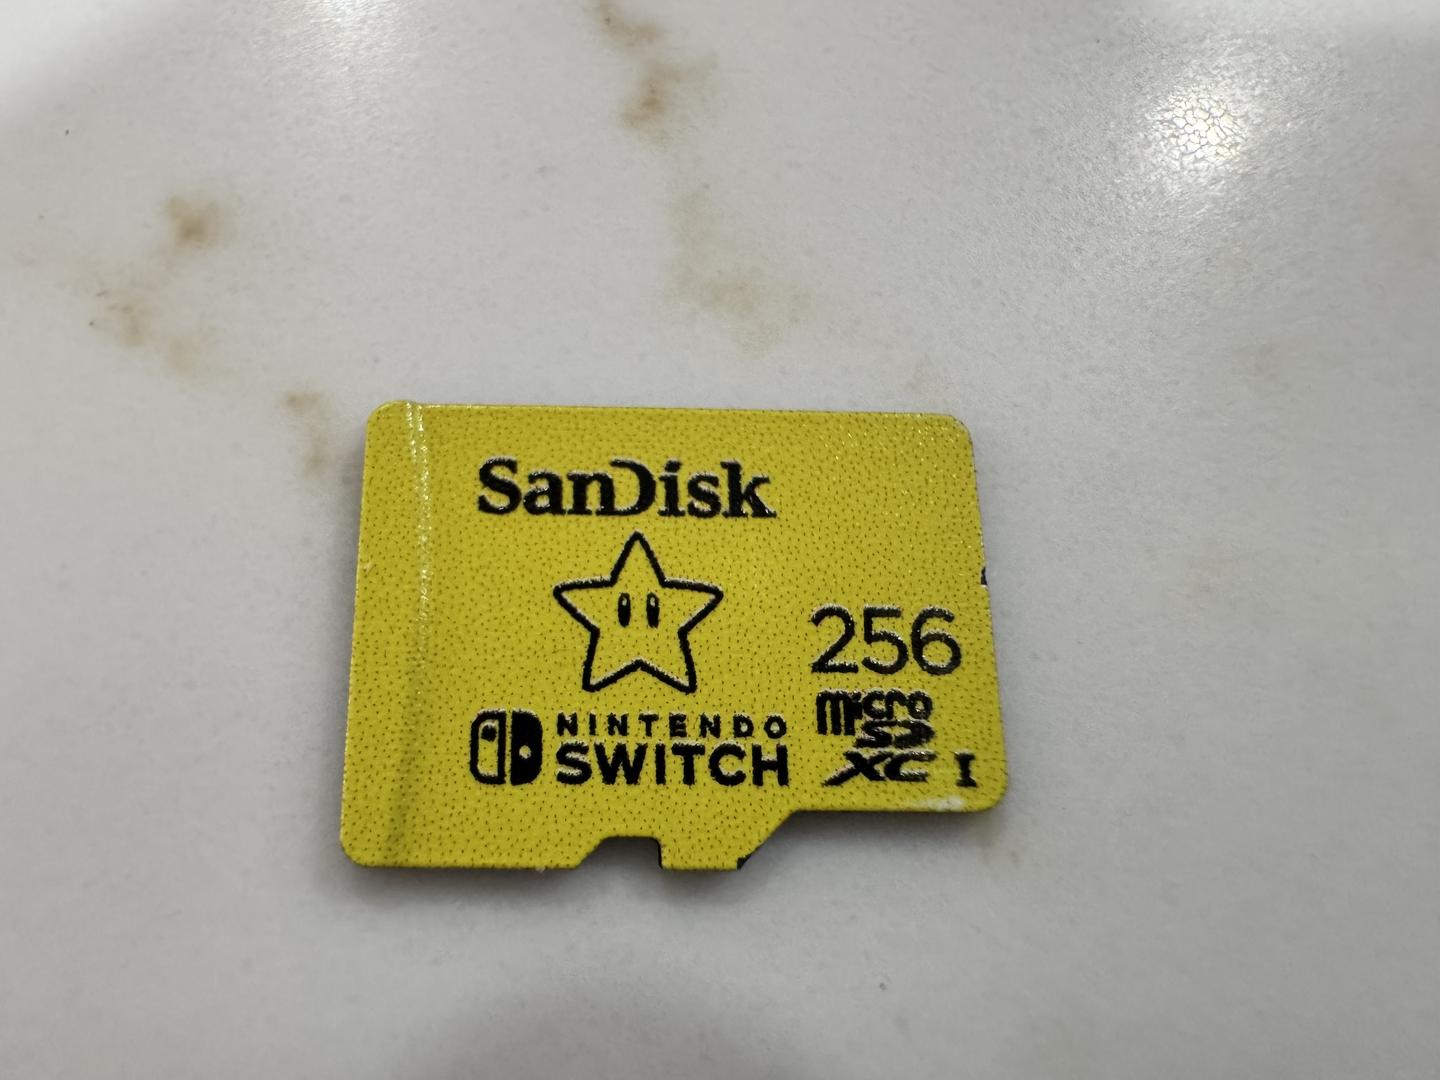 SanDisk
256
micro
SD
XC I
NINTENDO
SWITCH